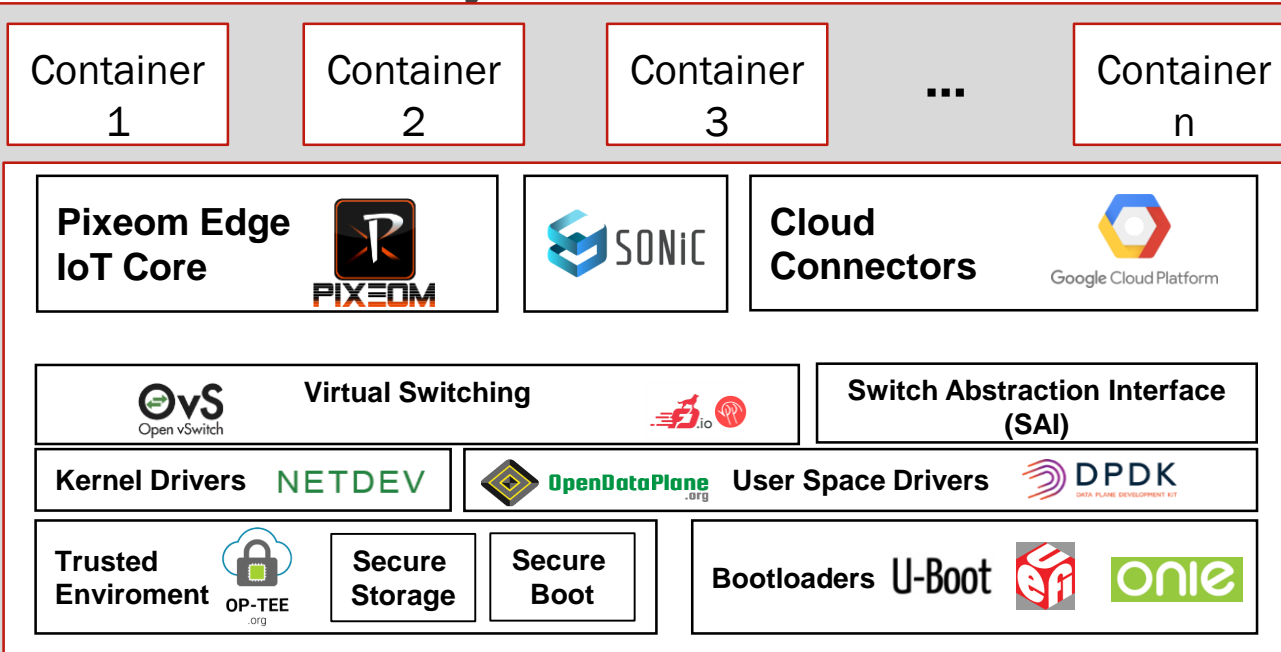 Container
1
Container
2
Container
3
...
Container
n
Pixeom Edge
IoT Core
PIXEOM
SONiC
Cloud
Connectors
Google Cloud Platform
OvS
Open vSwitch
Virtual Switching
.io
Switch Abstraction Interface
(SAI)
Kernel Drivers
NETDEV
OpenDataPlane
.org
User Space Drivers
DPDK
DATA PLANE DEVELOPMENT KIT
Trusted
Enviroment
OP-TEE
.org
Secure
Storage
Secure
Boot
Bootloaders
U-Boot
UEFI
ONIE